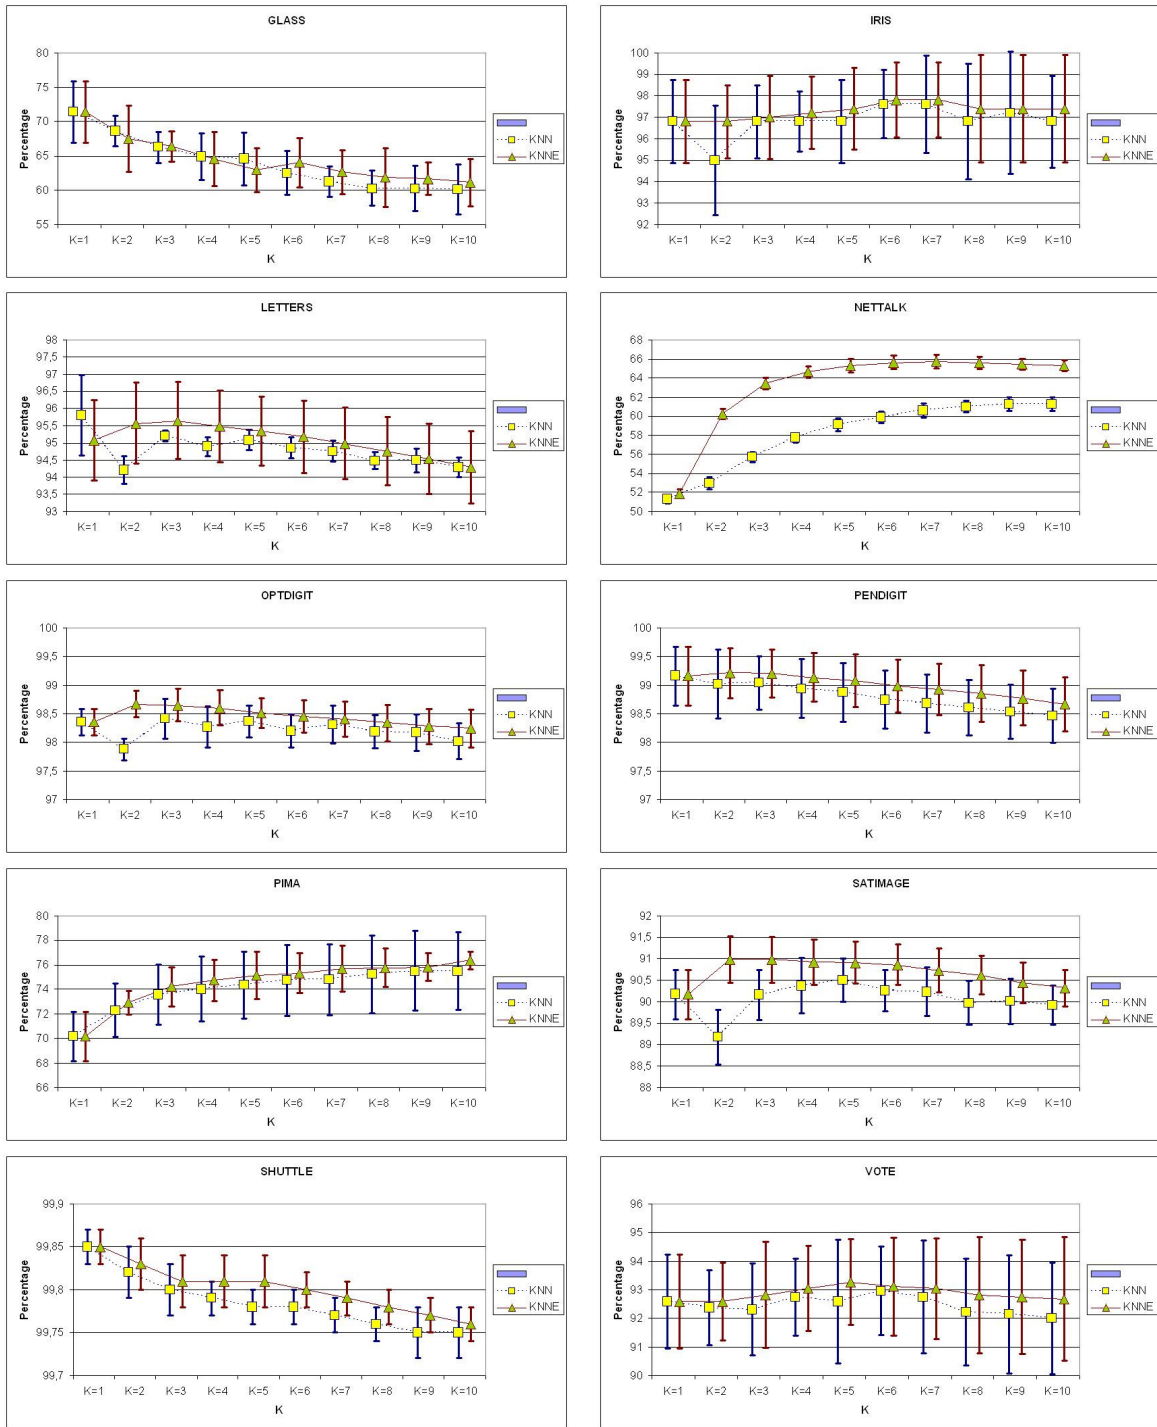 GLASS
80
75
70
65
60
55
Percentage
K=1 K=2 K=3 K=4 K=5 K=6 K=7 K=8 K=9 K=10
K
KNN
KNNE
IRIS
101
100
99
98
97
96
95
94
93
92
Percentage
K=1 K=2 K=3 K=4 K=5 K=6 K=7 K=8 K=9 K=10
K
KNN
KNNE
LETTERS
98
97,5
97
96,5
96
95,5
95
94,5
94
93,5
93
Percentage
K=1 K=2 K=3 K=4 K=5 K=6 K=7 K=8 K=9 K=10
K
KNN
KNNE
NETTALK
68
66
64
62
60
58
56
54
52
50
Percentage
K=1 K=2 K=3 K=4 K=5 K=6 K=7 K=8 K=9 K=10
K
KNN
KNNE
OPTDIGIT
100
99,5
99
98,5
98
97,5
97
Percentage
K=1 K=2 K=3 K=4 K=5 K=6 K=7 K=8 K=9 K=10
K
KNN
KNNE
PENDIGIT
100
99,5
99
98,5
98
97,5
97
Percentage
K=1 K=2 K=3 K=4 K=5 K=6 K=7 K=8 K=9 K=10
K
KNN
KNNE
PIMA
80
78
76
74
72
70
68
66
Percentage
K=1 K=2 K=3 K=4 K=5 K=6 K=7 K=8 K=9 K=10
K
KNN
KNNE
SATIMAGE
92
91,5
91
90,5
90
89,5
89
88,5
88
Percentage
K=1 K=2 K=3 K=4 K=5 K=6 K=7 K=8 K=9 K=10
K
KNN
KNNE
SHUTTLE
99,9
99,85
99,8
99,75
99,7
Percentage
K=1 K=2 K=3 K=4 K=5 K=6 K=7 K=8 K=9 K=10
K
KNN
KNNE
VOTE
96
95
94
93
92
91
90
Percentage
K=1 K=2 K=3 K=4 K=5 K=6 K=7 K=8 K=9 K=10
K
KNN
KNNE